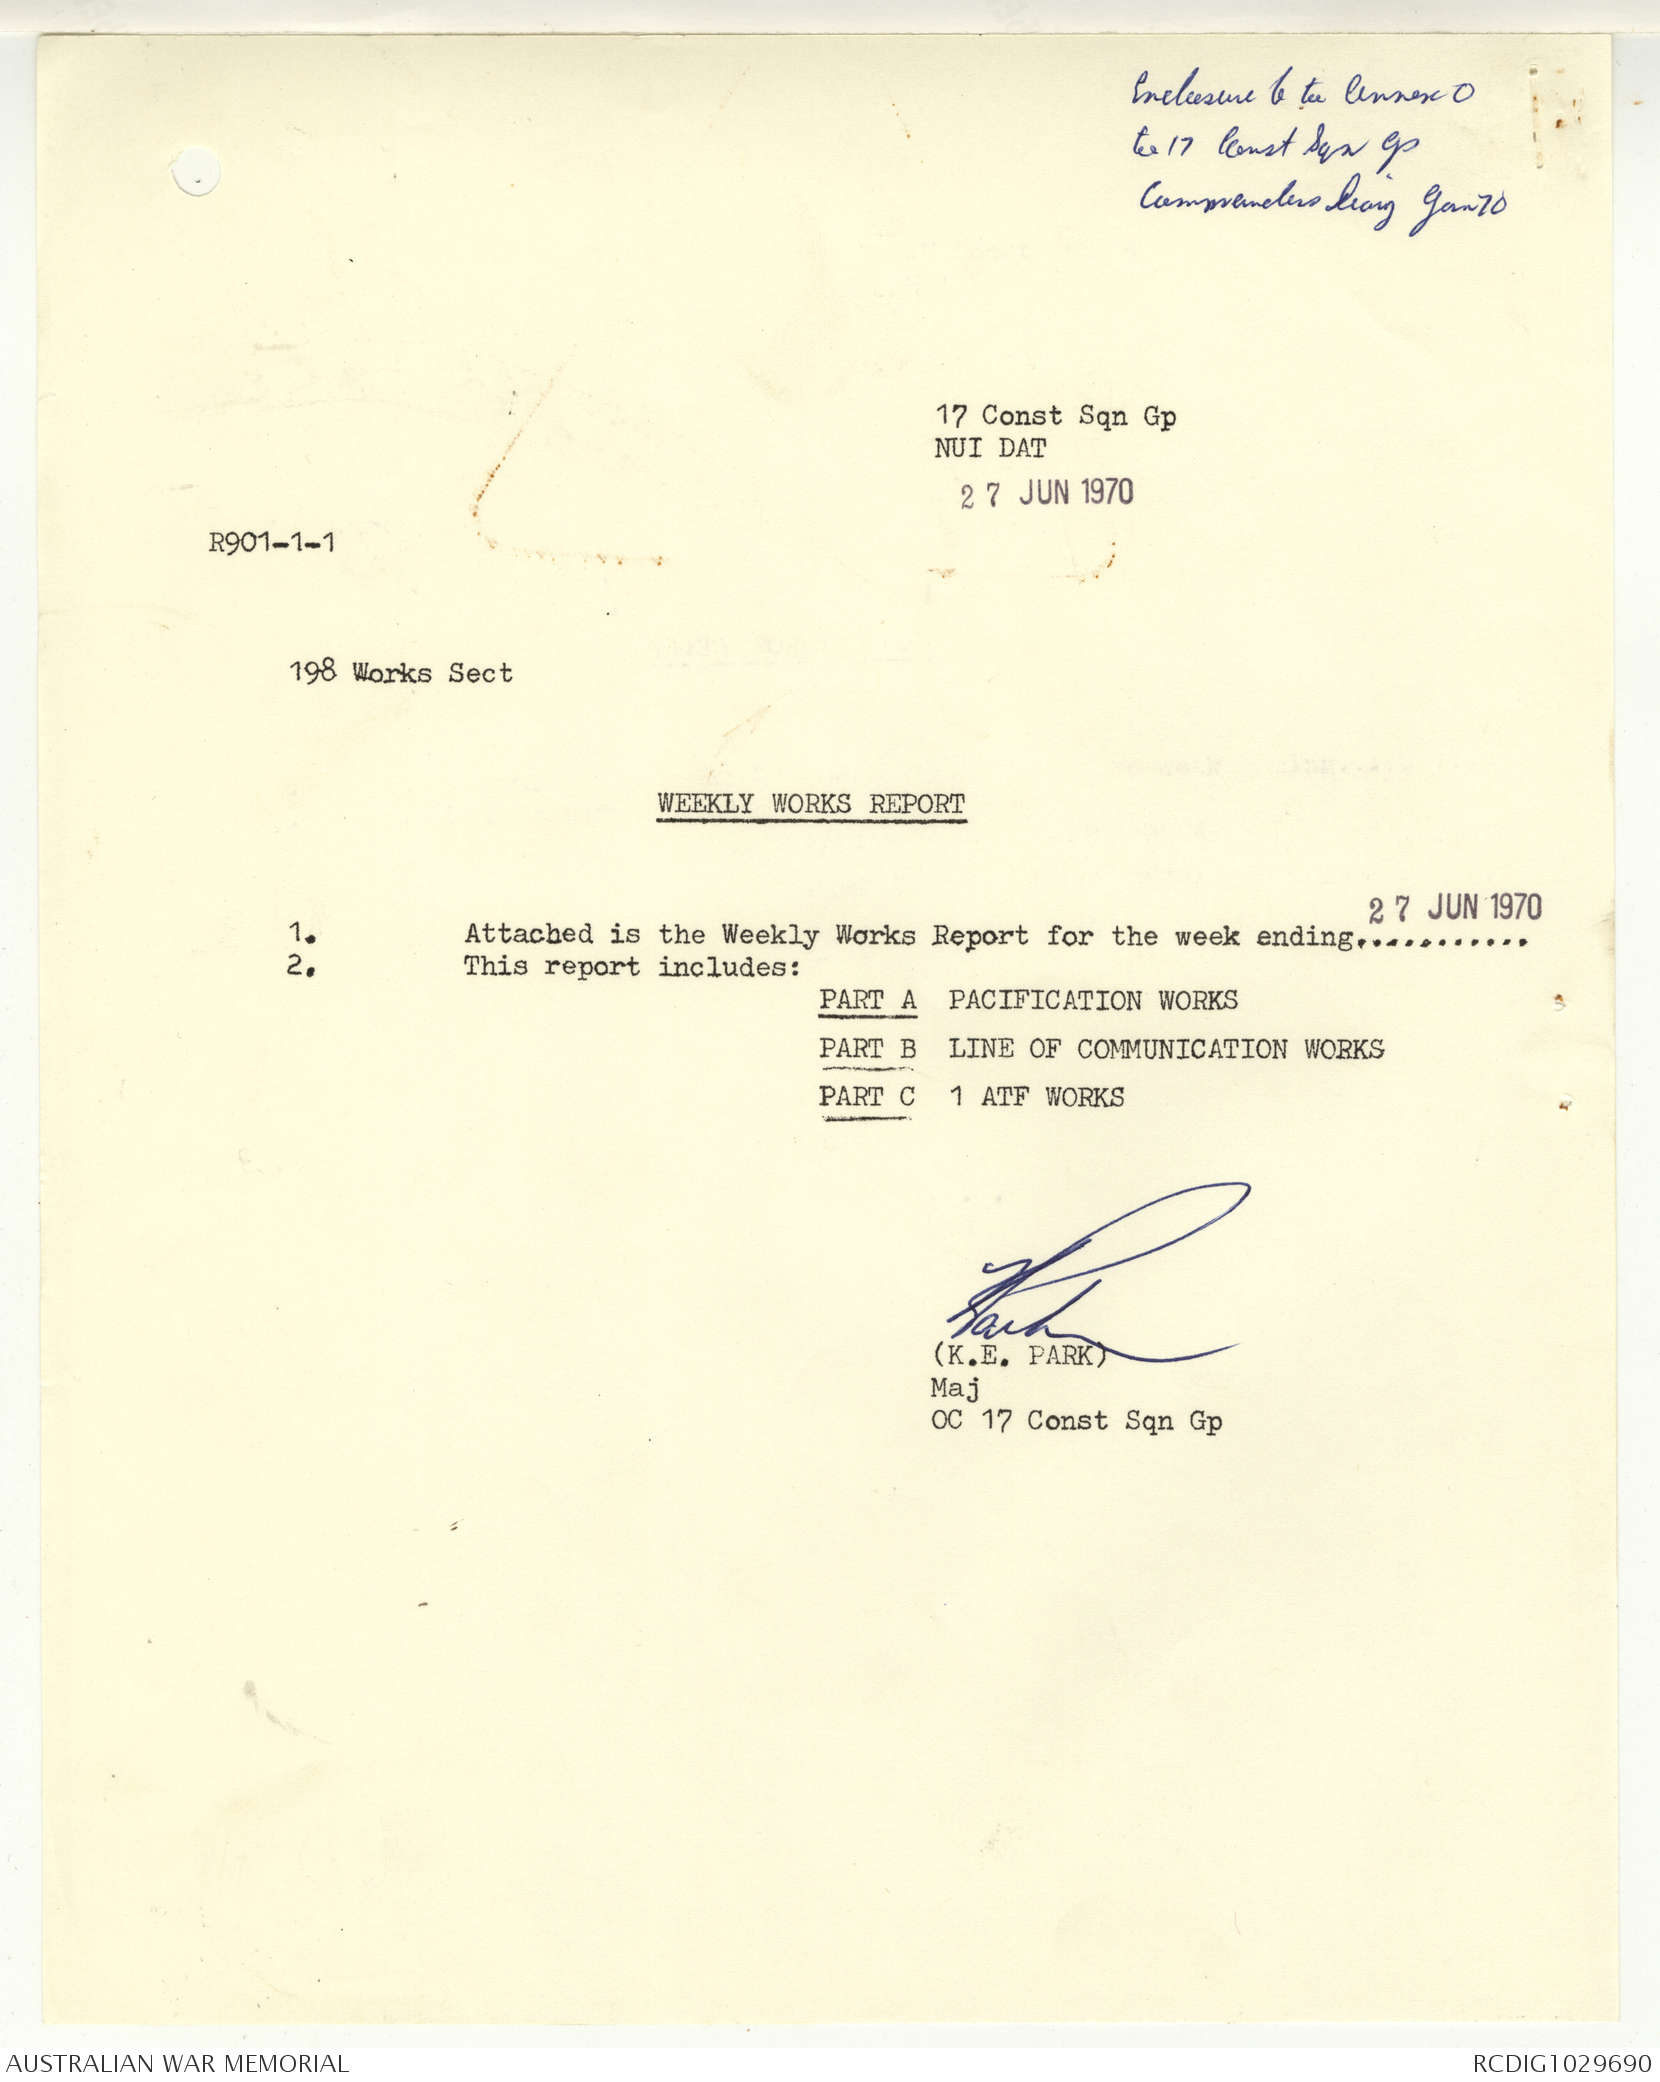 Enclosure 6 to Annex O
to 17 Const Sqn Gp
Commanders Diary Jun 70
17 Const Sqn Gp
NUI DAT
27 JUN 1970
R901-1-1
198 Works Sect
WEEKLY WORKS REPORT
27 JUN 1970
1. Attached is the Weekly Works Report for the week ending............
2. This report includes:
PART A PACIFICATION WORKS
PART B LINE OF COMMUNICATION WORKS
PART C 1 ATF WORKS
(K.E. PARK)
Maj
OC 17 Const Sqn Gp
AUSTRALIAN WAR MEMORIAL
RCDIG1029690